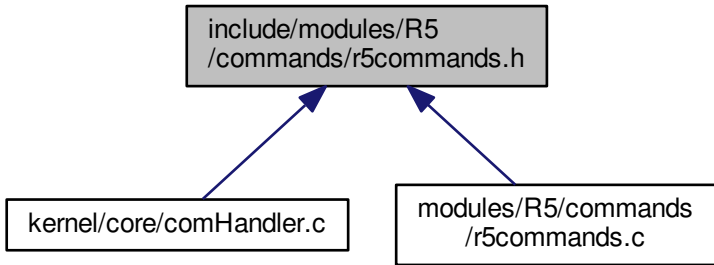 include/modules/R5
/commands/r5commands.h
kernel/core/comHandler.c
modules/R5/commands
/r5commands.c